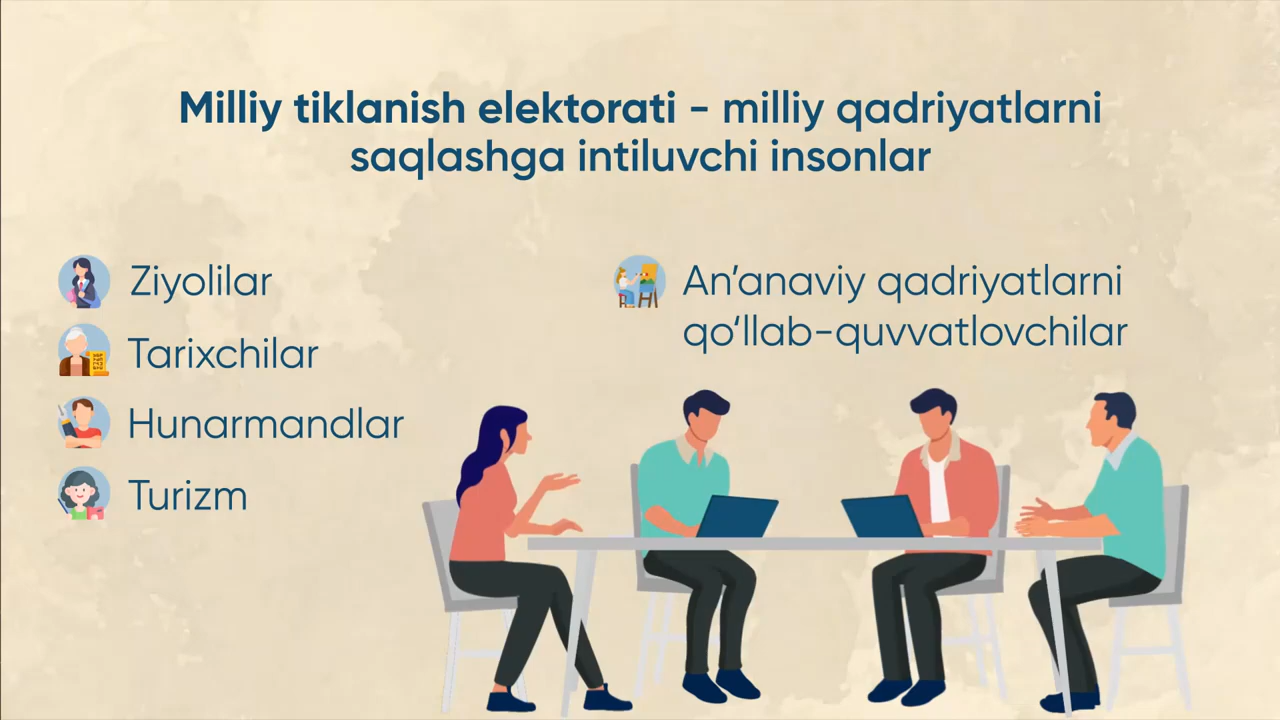 Milliy tiklanish elektorati - milliy qadriyatlarni
saqlashga intiluvchi insonlar
Ziyolilar
Tarixchilar
Hunarmandlar
Turizm
An’anaviy qadriyatlarni
qo‘llab-quvvatlovchilar